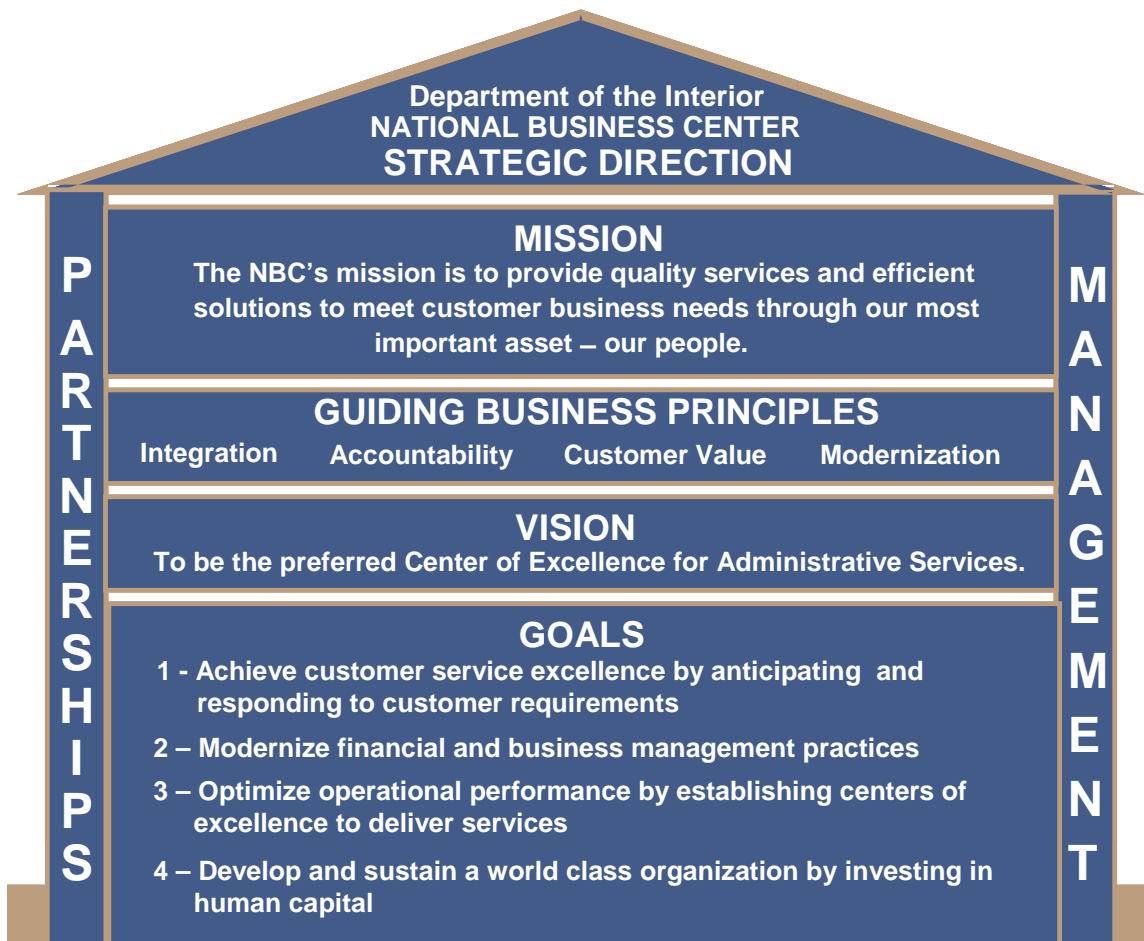 Department of the Interior
NATIONAL BUSINESS CENTER
STRATEGIC DIRECTION
PARTNERSHIPS
MISSION
The NBC’s mission is to provide quality services and efficient
solutions to meet customer business needs through our most
important asset – our people.
GUIDING BUSINESS PRINCIPLES
Integration Accountability Customer Value Modernization
VISION
To be the preferred Center of Excellence for Administrative Services.
GOALS
1 - Achieve customer service excellence by anticipating and
responding to customer requirements
2 – Modernize financial and business management practices
3 – Optimize operational performance by establishing centers of
excellence to deliver services
4 – Develop and sustain a world class organization by investing in
human capital
MANAGEMENT